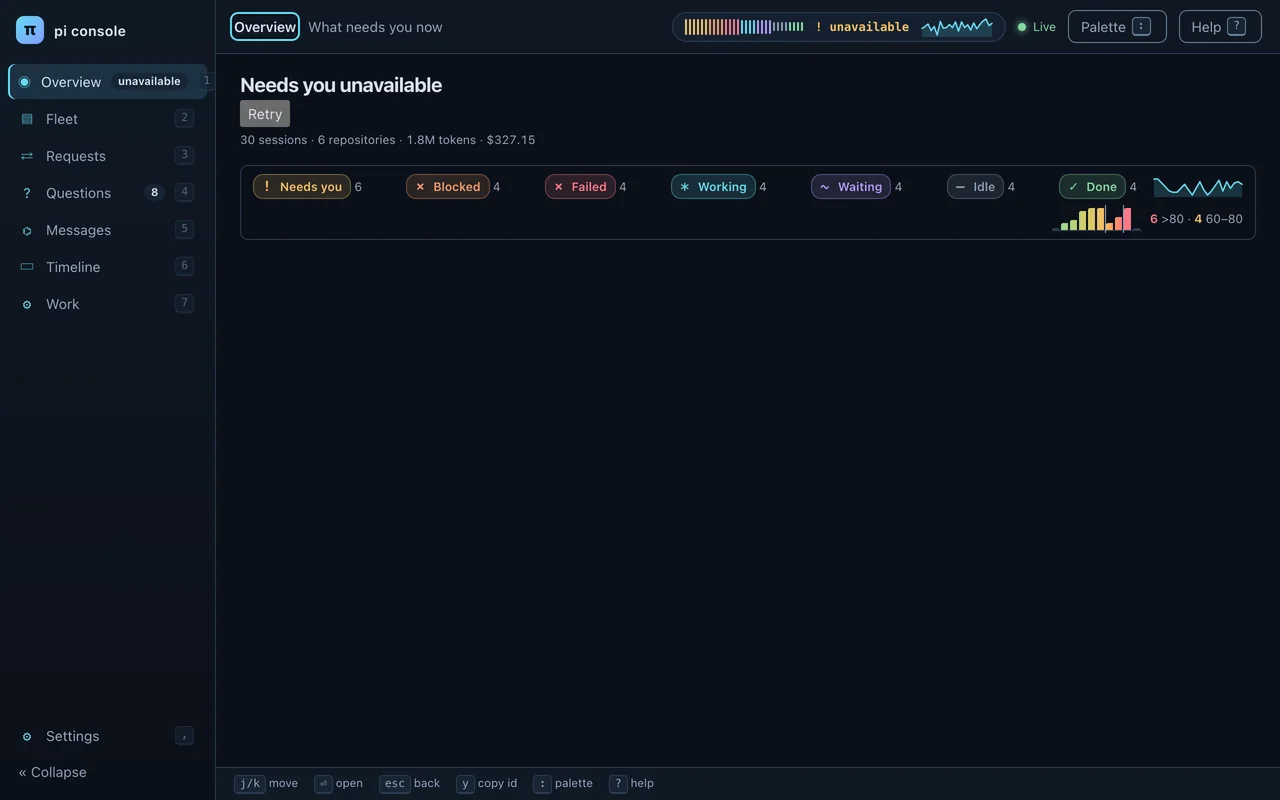 π pi console
Overview unavailable 1
Fleet 2
Requests 3
? Questions 8 4
Messages 5
Timeline 6
Work 7
Settings ,
« Collapse
Overview What needs you now
! unavailable
Live
Palette :
Help ?
Needs you unavailable
Retry
30 sessions · 6 repositories · 1.8M tokens · $327.15
! Needs you 6
× Blocked 4
× Failed 4
* Working 4
~ Waiting 4
– Idle 4
✓ Done 4
6 >80 · 4 60–80
j/k move ⏎ open esc back y copy id : palette ? help